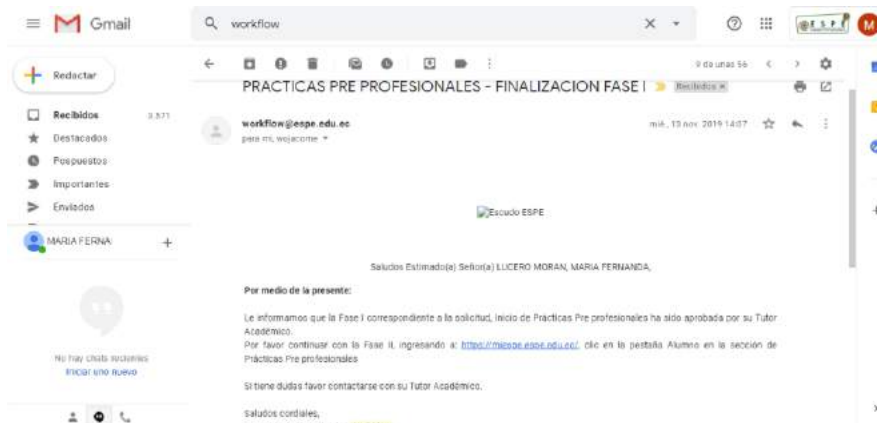 Gmail
workflow
E.S.P.E
M
Redactar
9 de unas 56
PRÁCTICAS PRE PROFESIONALES - FINALIZACION FASE I
Recibidos x
Recibidos 3.571
workflow@espe.edu.ec
mié., 13 nov. 2019 14:07
para mí, wojacome
Destacados
Pospuestos
Importantes
Enviados
Escudo ESPE
MARIA FERNA
Saludos Estimado(a) Señor(a) LUCERO MORAN, MARIA FERNANDA,
Por medio de la presente:
Le informamos que la Fase I correspondiente a la solicitud, Inicio de Prácticas Pre profesionales ha sido aprobada por su Tutor
Académico.
Por favor continuar con la Fase II, ingresando a: https://miespe.espe.edu.ec/, clic en la pestaña Alumno en la sección de
Prácticas Pre profesionales
No hay chats recientes
Iniciar uno nuevo
Si tiene dudas favor contactarse con su Tutor Académico.
Saludos cordiales,